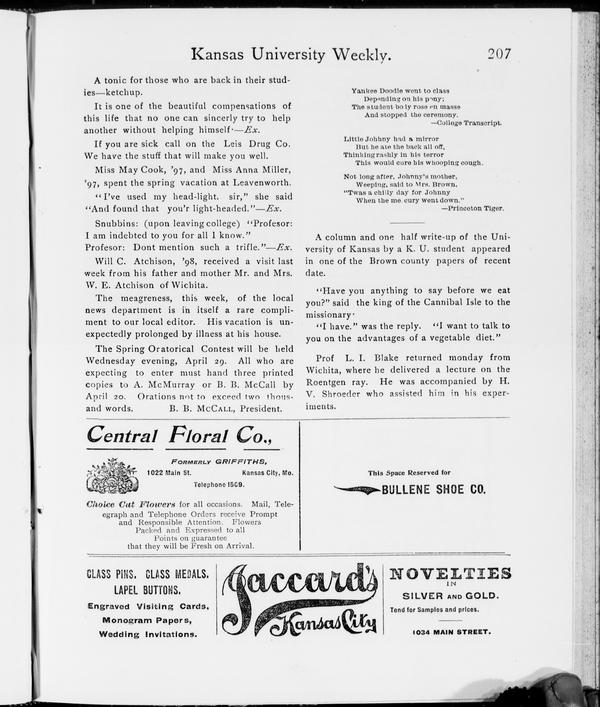 Kansas University Weekly. 207
A tonic for those who are back in their stud-
ies—ketchup.
It is one of the beautiful compensations of
this life that no one can sincerly try to help
another without helping himself·—Ex.
If you are sick call on the Leis Drug Co.
We have the stuff that will make you well.
Miss May Cook, '97, and Miss Anna Miller,
'97, spent the spring vacation at Leavenworth.
"I've used my head-light. sir," she said
"And found that you'r light-headed."—Ex.
Snubbins: (upon leaving college) "Profesor:
I am indebted to you for all I know."
Profesor: Dont mention such a trifle."—Ex.
Will C. Atchison, '98, received a visit last
week from his father and mother Mr. and Mrs.
W. E. Atchison of Wichita.
The meagreness, this week, of the local
news department is in itself a rare compli-
ment to our local editor. His vacation is un-
expectedly prolonged by illness at his house.
The Spring Oratorical Contest will be held
Wednesday evening, April 29. All who are
expecting to enter must hand three printed
copies to A. McMurray or B. B. McCall by
April 20. Orations not to exceed two thous-
and words. B. B. McCall, President.
Yankee Doodle went to class
Depending on his pony;
The student body rose en masse
And stopped the ceremony.
—College Transcript.
Little Johhny had a mirror
But he ate the back all off,
Thinking rashly in his terror
This would cure his whooping cough.
Not long after, Johnny's mother,
Weeping, said to Mrs. Brown,
"Twas a chilly day for Johnny
When the me cury went down."
—Princeton Tiger.
A column and one half write-up of the Uni-
versity of Kansas by a K. U. student appeared
in one of the Brown county papers of recent
date.
"Have you anything to say before we eat
you?" said the king of the Cannibal Isle to the
missionary·
"I have." was the reply. "I want to talk to
you on the advantages of a vegetable diet."
Prof L. I. Blake returned monday from
Wichita, where he delivered a lecture on the
Roentgen ray. He was accompanied by H.
V. Shroeder who assisted him in his exper-
iments.
Central Floral Co.,
Formerly GRIFFITHS,
1022 Main St. Kansas City, Mo.
Telephone 1569.
Choice Cut Flowers for all occasions. Mail, Tele-
egraph and Telephone Orders receive Prompt
and Responsible Attention. Flowers
Packed and Expressed to all
Points on guarantee
that they will be Fresh on Arrival.
This Space Reserved for
BULLENE SHOE CO.
CLASS PINS, CLASS MEDALS,
LAPEL BUTTONS,
Engraved Visiting Cards,
Monogram Papers,
Wedding Invitations.
Jaccard's
Kansas City
NOVELTIES
IN
SILVER AND GOLD.
Tend for Samples and prices.
1034 MAIN STREET.